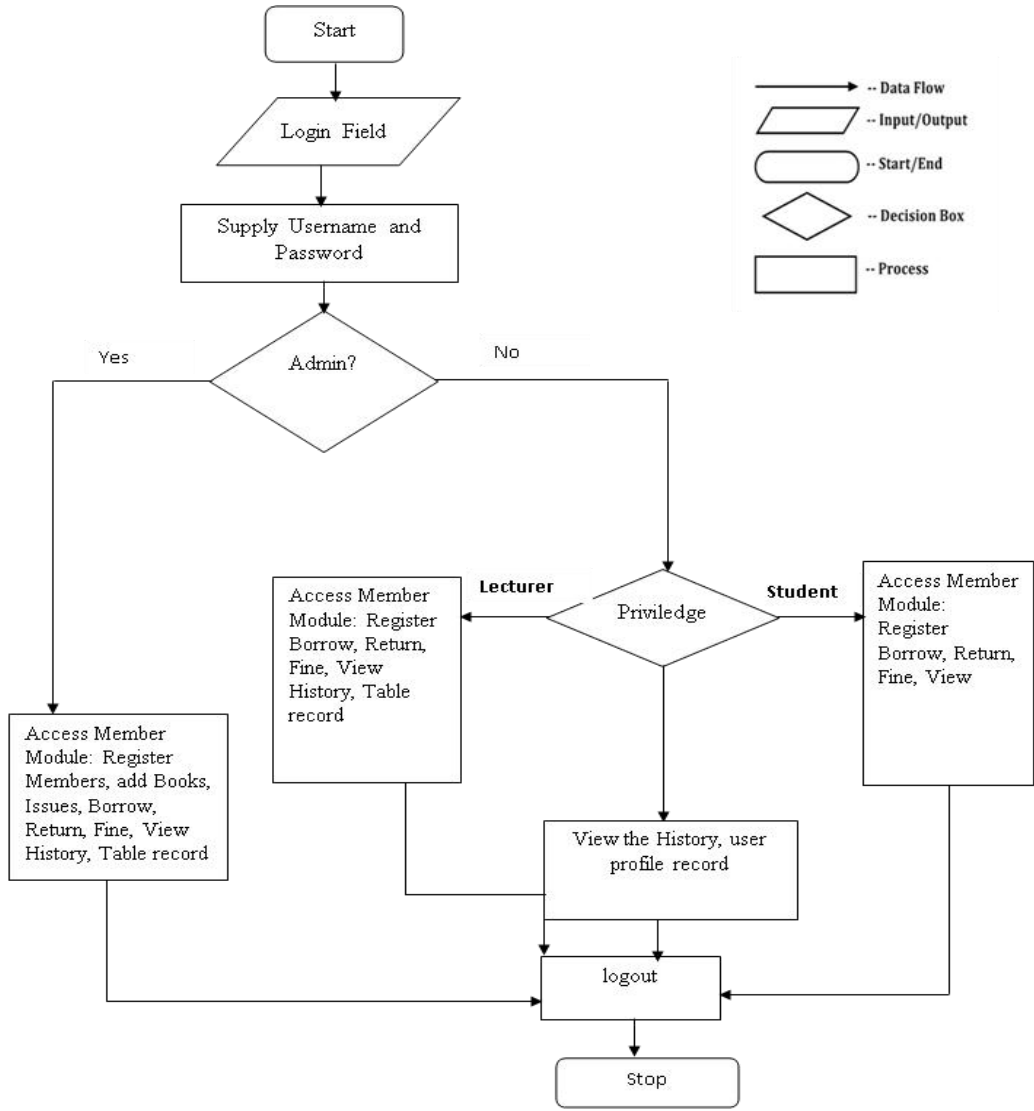 Start
Login Field
Supply Username and
Password
Admin?
Yes
No
-- Data Flow
-- Input/Output
-- Start/End
-- Decision Box
-- Process
Priviledge
Lecturer
Student
Access Member
Module: Register
Borrow, Return,
Fine, View
History, Table
record
Access Member
Module:
Register
Borrow, Return,
Fine, View
Access Member
Module: Register
Members, add Books,
Issues, Borrow,
Return, Fine, View
History, Table record
View the History, user
profile record
logout
Stop